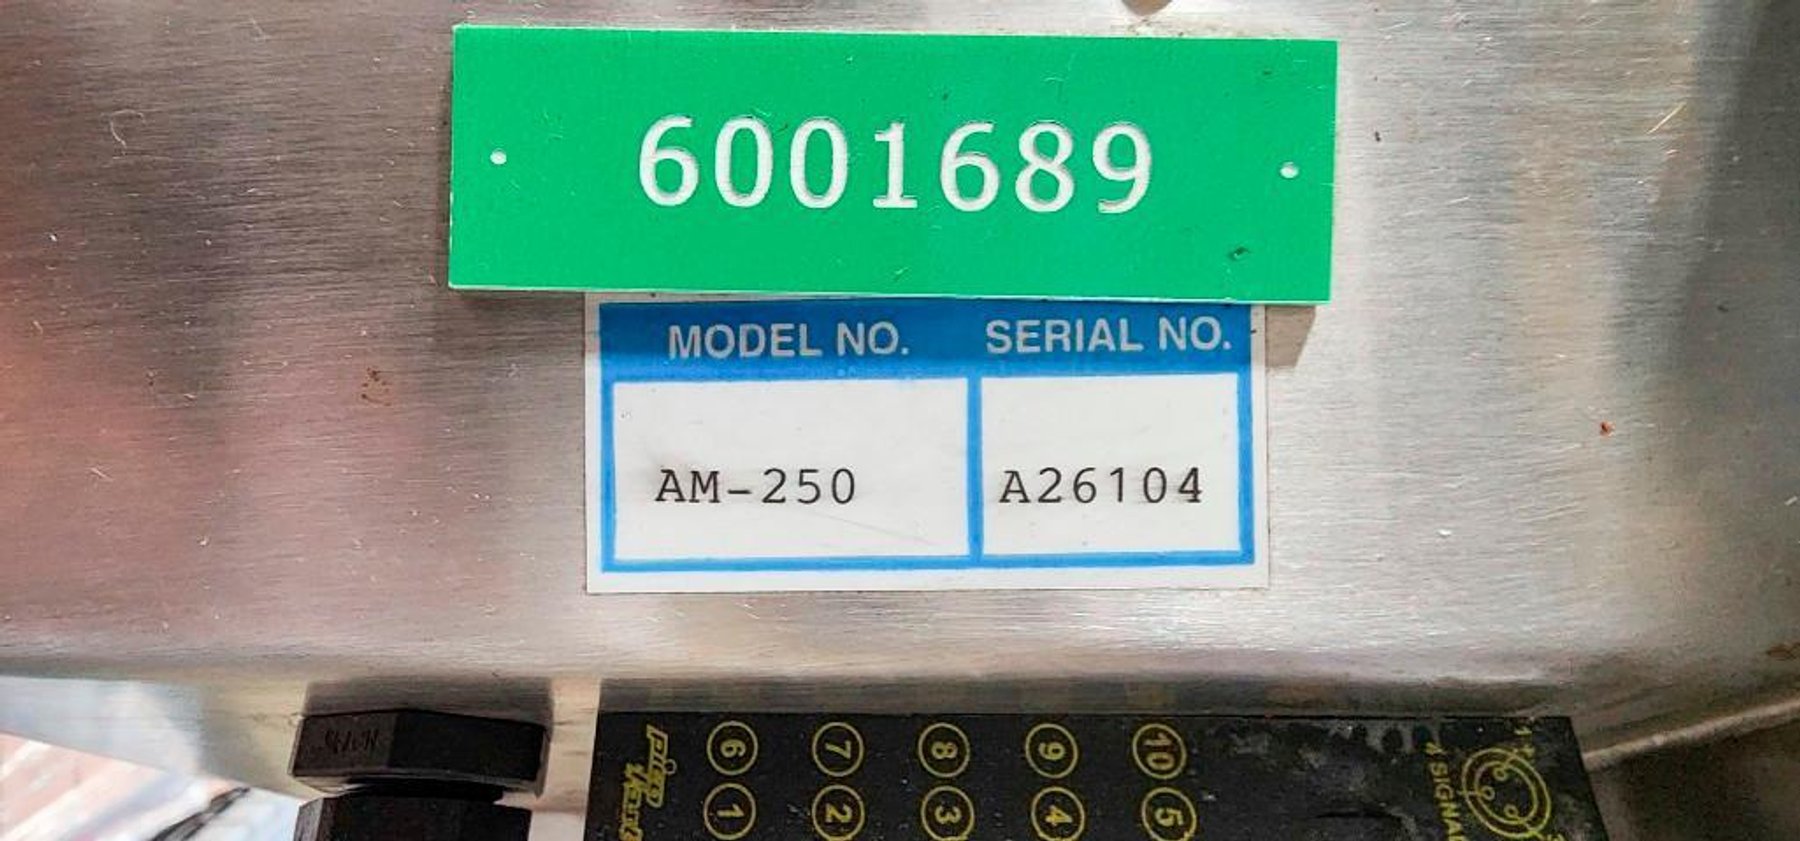 6001689
MODEL NO. SERIAL NO.
AM-250 A26104
6 7 8 9 10
1 2 3 4 5